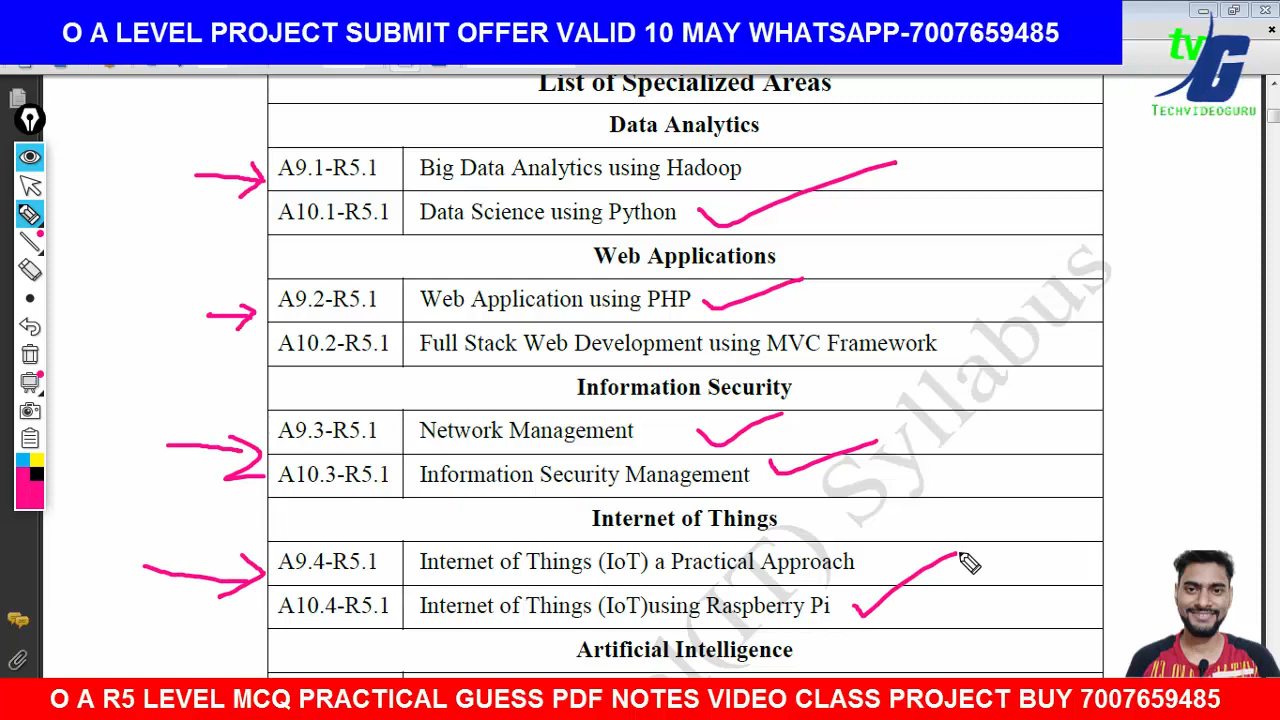 O A LEVEL PROJECT SUBMIT OFFER VALID 10 MAY WHATSAPP-7007659485
tv G
TECHVIDEOGURU
List of Specialized Areas
Data Analytics
A9.1-R5.1 Big Data Analytics using Hadoop
A10.1-R5.1 Data Science using Python
Web Applications
A9.2-R5.1 Web Application using PHP
A10.2-R5.1 Full Stack Web Development using MVC Framework
Information Security
A9.3-R5.1 Network Management
A10.3-R5.1 Information Security Management
Internet of Things
A9.4-R5.1 Internet of Things (IoT) a Practical Approach
A10.4-R5.1 Internet of Things (IoT)using Raspberry Pi
Artificial Intelligence
(IT) Syllabus
O A R5 LEVEL MCQ PRACTICAL GUESS PDF NOTES VIDEO CLASS PROJECT BUY 7007659485